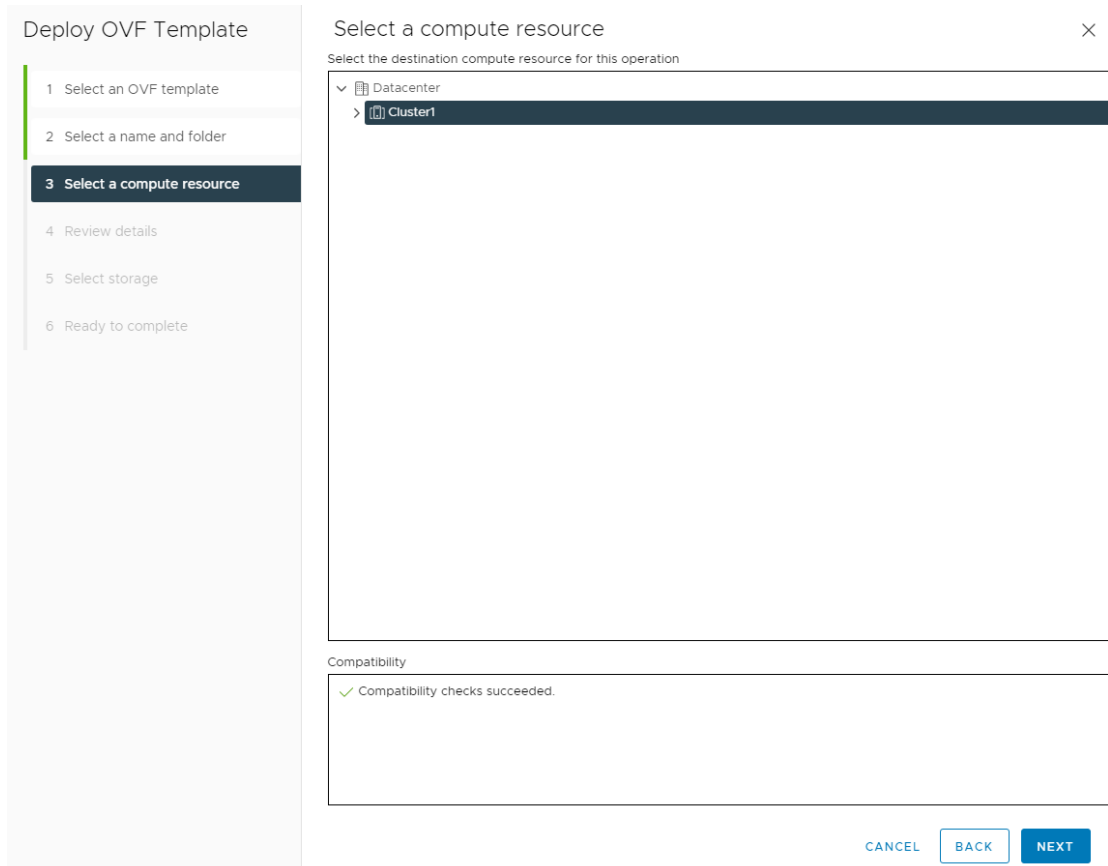 Deploy OVF Template
1 Select an OVF template
2 Select a name and folder
3 Select a compute resource
4 Review details
5 Select storage
6 Ready to complete
Select a compute resource
Select the destination compute resource for this operation
Datacenter
Cluster1
Compatibility
Compatibility checks succeeded.
CANCEL BACK NEXT